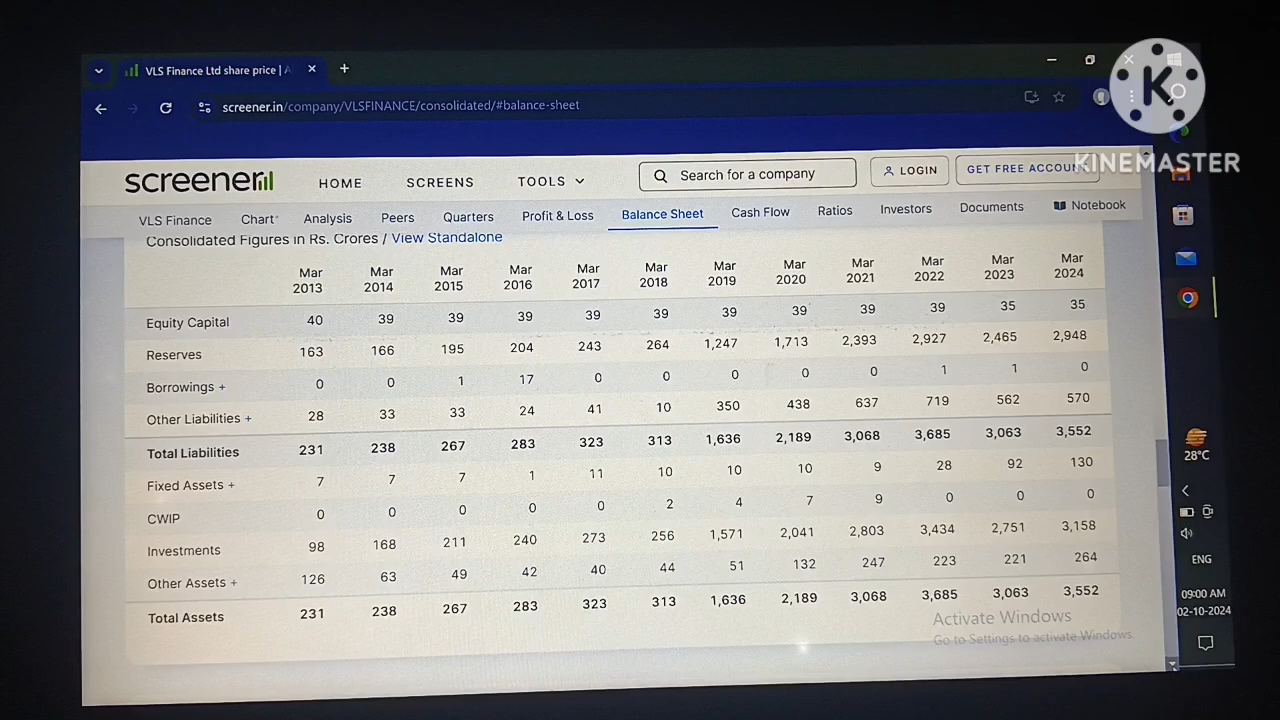 VLS Finance Ltd share price | A
screener.in/company/VLSFINANCE/consolidated/#balance-sheet
KINEMASTER
screener
HOME SCREENS TOOLS Search for a company LOGIN GET FREE ACCOUNT
VLS Finance Chart Analysis Peers Quarters Profit & Loss Balance Sheet Cash Flow Ratios Investors Documents Notebook
Consolidated Figures in Rs. Crores / View Standalone
Mar 2013 Mar 2014 Mar 2015 Mar 2016 Mar 2017 Mar 2018 Mar 2019 Mar 2020 Mar 2021 Mar 2022 Mar 2023 Mar 2024
Equity Capital 40 39 39 39 39 39 39 39 39 39 35 35
Reserves 163 166 195 204 243 264 1,247 1,713 2,393 2,927 2,465 2,948
Borrowings + 0 0 1 17 0 0 0 0 0 1 1 0
Other Liabilities + 28 33 33 24 41 10 350 438 637 719 562 570
Total Liabilities 231 238 267 283 323 313 1,636 2,189 3,068 3,685 3,063 3,552
Fixed Assets + 7 7 7 1 11 10 10 10 9 28 92 130
CWIP 0 0 0 0 0 2 4 7 9 0 0 0
Investments 98 168 211 240 273 256 1,571 2,041 2,803 3,434 2,751 3,158
Other Assets + 126 63 49 42 40 44 51 132 247 223 221 264
Total Assets 231 238 267 283 323 313 1,636 2,189 3,068 3,685 3,063 3,552
Activate Windows
Go to Settings to activate Windows.
28°C
ENG
09:00 AM
02-10-2024